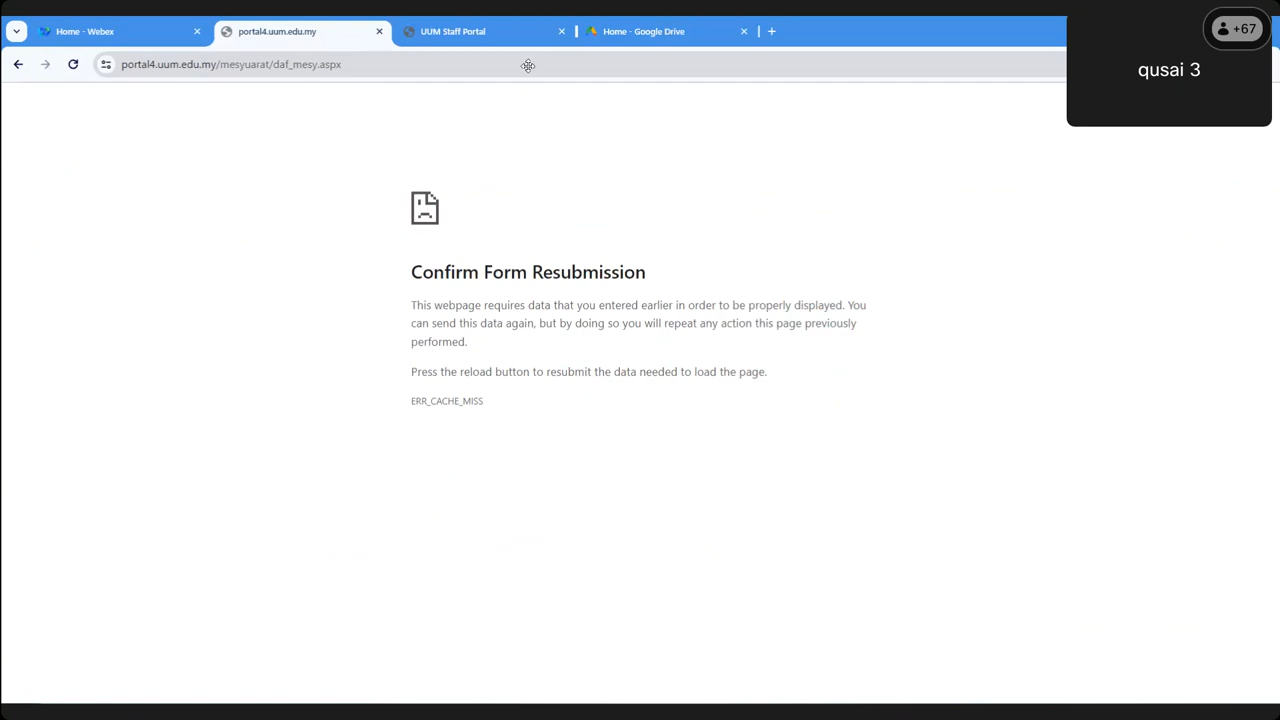 Home - Webex
portal4.uum.edu.my
UUM Staff Portal
Home - Google Drive
+67
portal4.uum.edu.my/mesyuarat/daf_mesy.aspx
qusai 3
Confirm Form Resubmission
This webpage requires data that you entered earlier in order to be properly displayed. You
can send this data again, but by doing so you will repeat any action this page previously
performed.
Press the reload button to resubmit the data needed to load the page.
ERR_CACHE_MISS